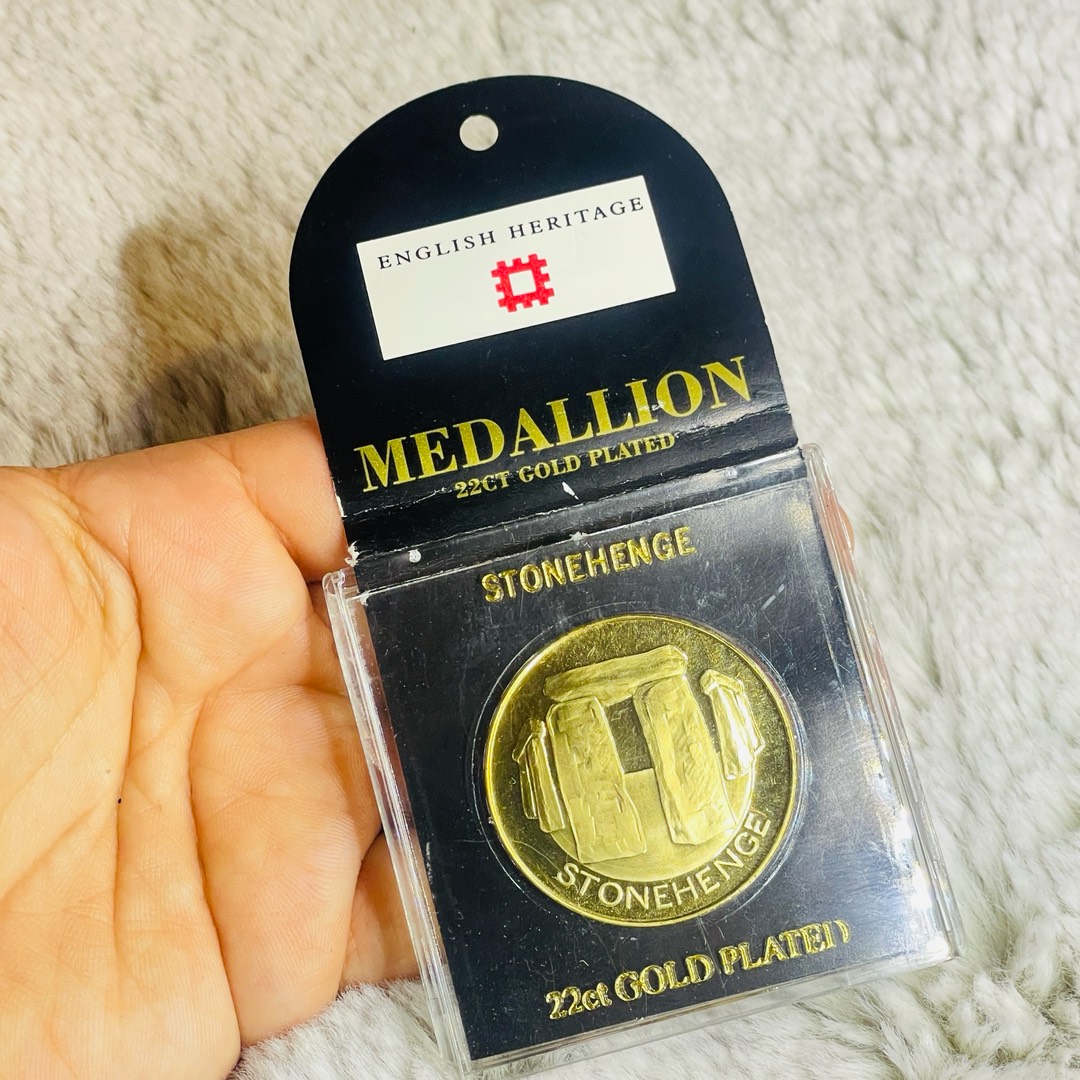 ENGLISH HERITAGE
MEDALLION
22CT GOLD PLATED
STONEHENGE
STONEHENGE
22ct GOLD PLATED